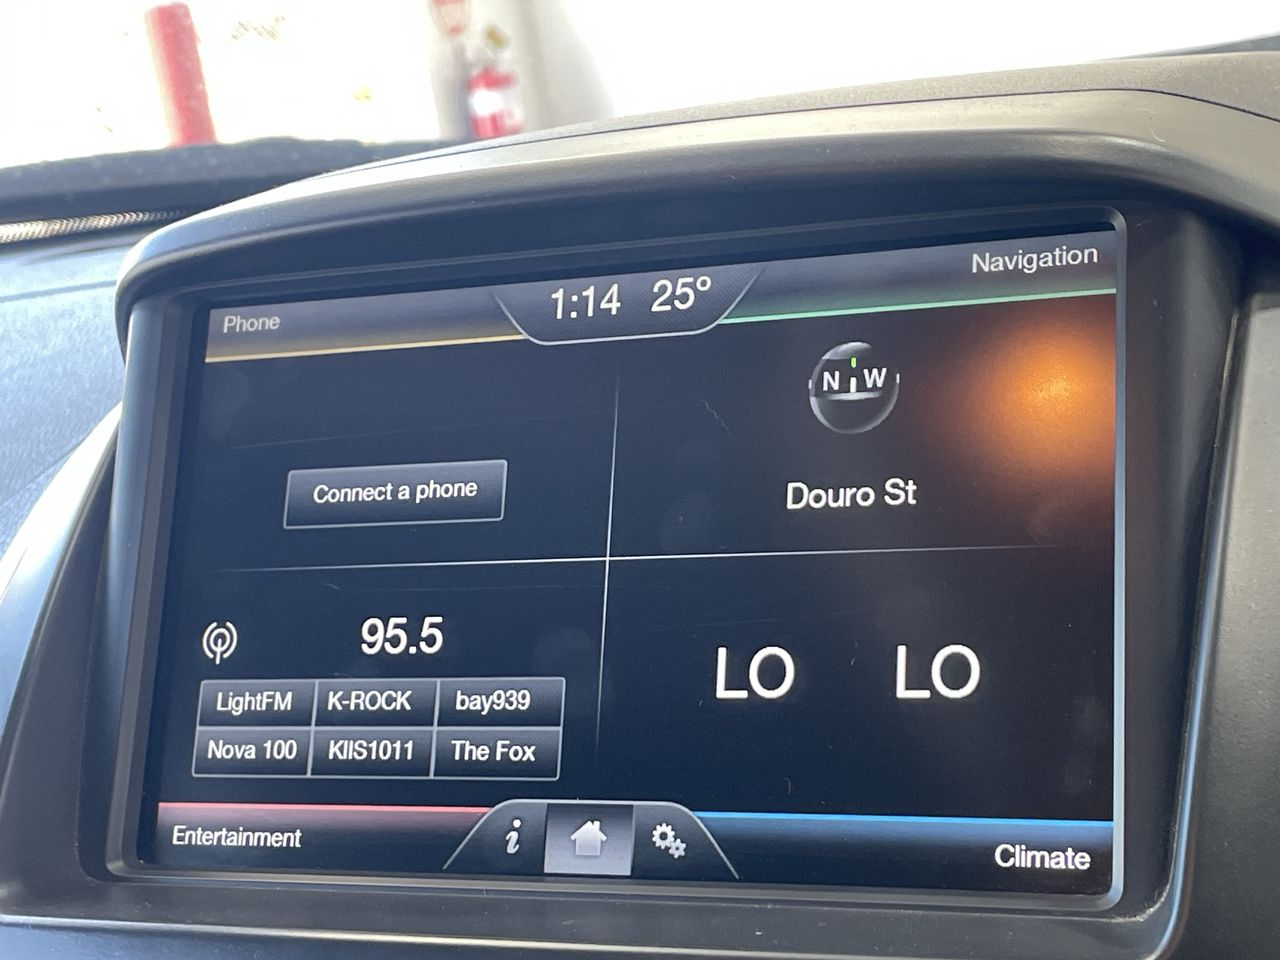 Phone
1:14 25°
Navigation
N W
Connect a phone
Douro St
95.5
LightFM K-ROCK bay939
Nova 100 KIIS1011 The Fox
LO LO
Entertainment
i
Climate